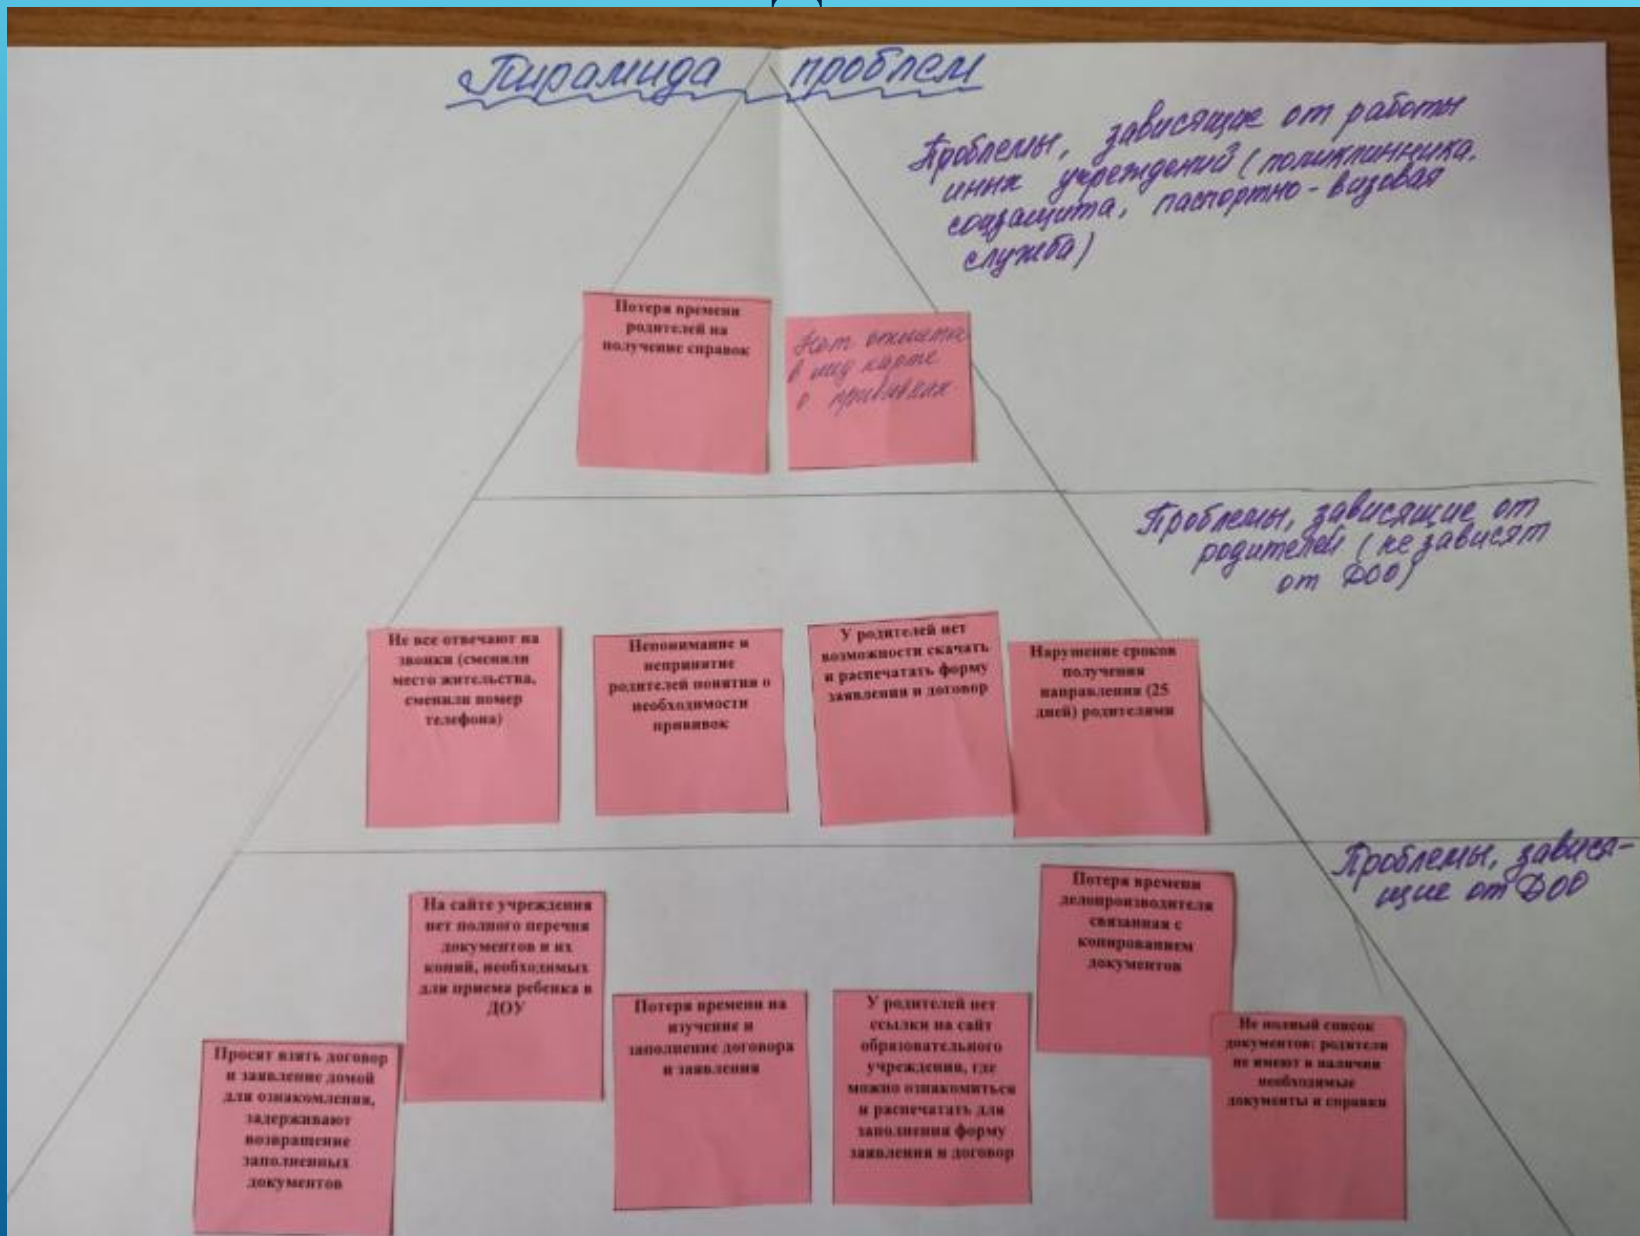 Пирамида проблем
Проблемы, зависящие от работы
иных учреждений (поликлинника,
соцзащита, паспортно-визовая
служба)
Потеря времени
родителей на
получение справок
Нет отметки
в мед карте
о прививках
Проблемы, зависящие от
родителей (не зависят
от ДОО)
Не все отвечают на
звонки (сменили
место жительства,
сменили номер
телефона)
Непонимание и
непринятие
родителей понятия о
необходимости
прививок
У родителей нет
возможности скачать
и распечатать форму
заявления и договор
Нарушение сроков
получения
направления (25
дней) родителями
Проблемы, завися-
щие от ДОО
Просят взять договор
и заявление домой
для ознакомления,
задерживают
возвращение
заполненных
документов
На сайте учреждения
нет полного перечня
документов и их
копий, необходимых
для приема ребенка в
ДОУ
Потеря времени на
изучение и
заполнение договора
и заявления
У родителей нет
ссылки на сайт
образовательного
учреждения, где
можно ознакомиться
и распечатать для
заполнения форму
заявления и договор
Потеря времени
делопроизводителя
связанная с
копированием
документов
Не полный список
документов: родители
не имеют в наличии
необходимые
документы и справки